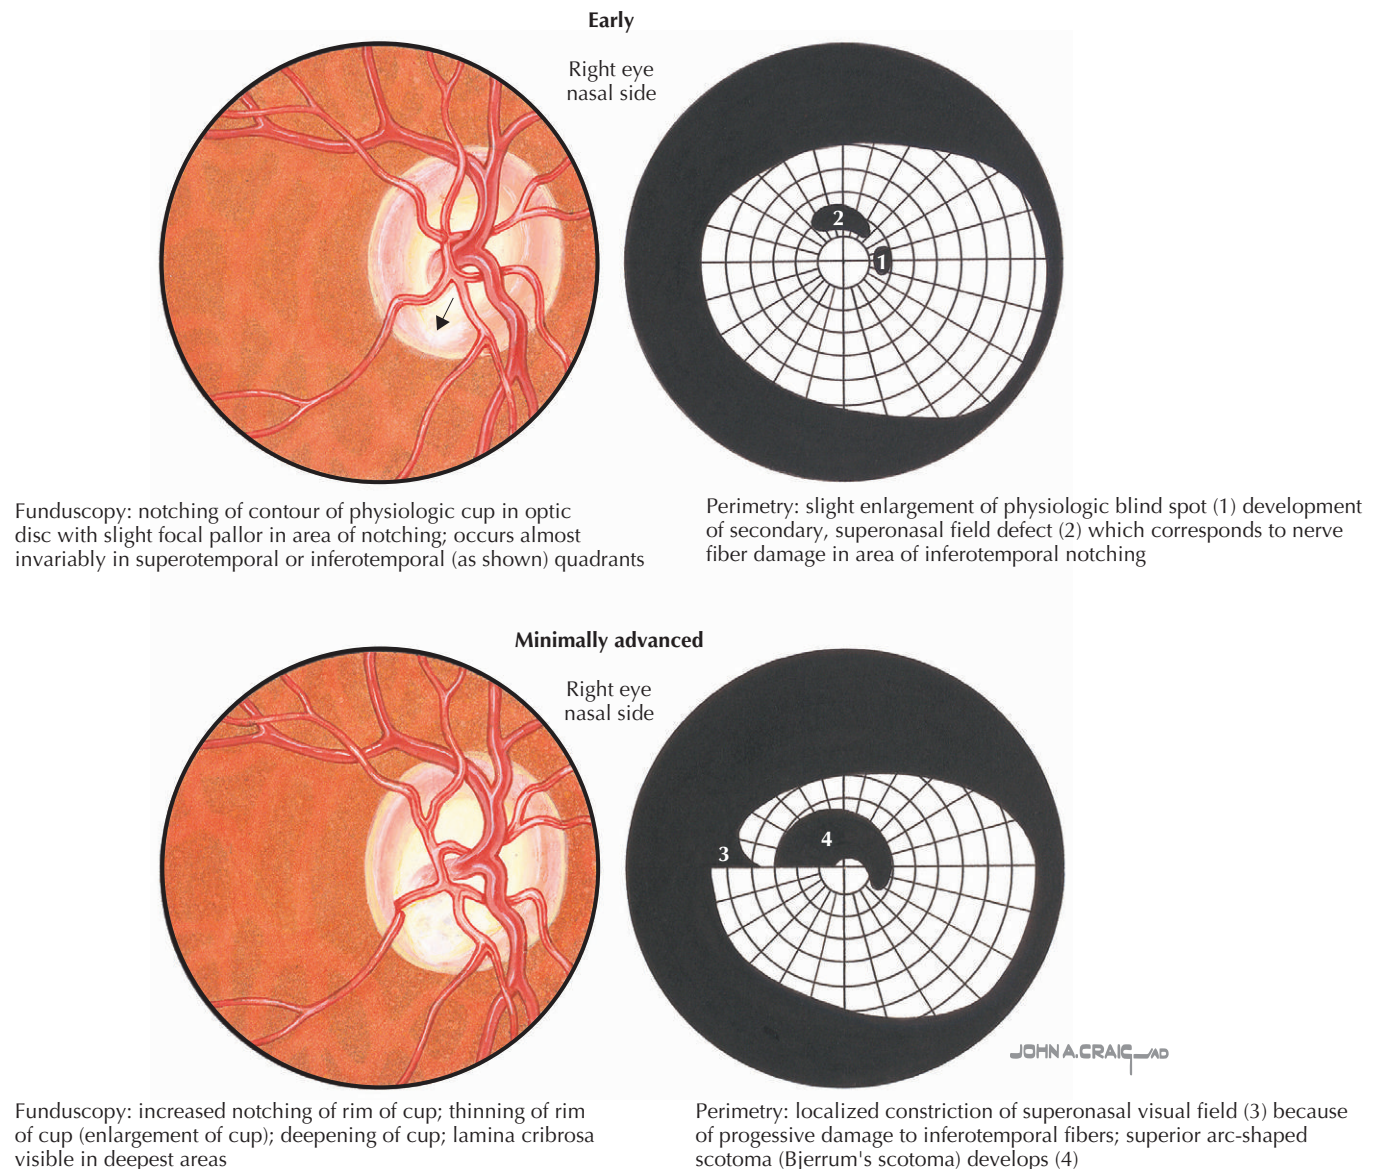 Early
Right eye
nasal side
2
1
Funduscopy: notching of contour of physiologic cup in optic
disc with slight focal pallor in area of notching; occurs almost
invariably in superotemporal or inferotemporal (as shown) quadrants
Perimetry: slight enlargement of physiologic blind spot (1) development
of secondary, superonasal field defect (2) which corresponds to nerve
fiber damage in area of inferotemporal notching
Minimally advanced
Right eye
nasal side
4
3
JOHN A. CRAIG AD
Funduscopy: increased notching of rim of cup; thinning of rim
of cup (enlargement of cup); deepening of cup; lamina cribrosa
visible in deepest areas
Perimetry: localized constriction of superonasal visual field (3) because
of progessive damage to inferotemporal fibers; superior arc-shaped
scotoma (Bjerrum's scotoma) develops (4)